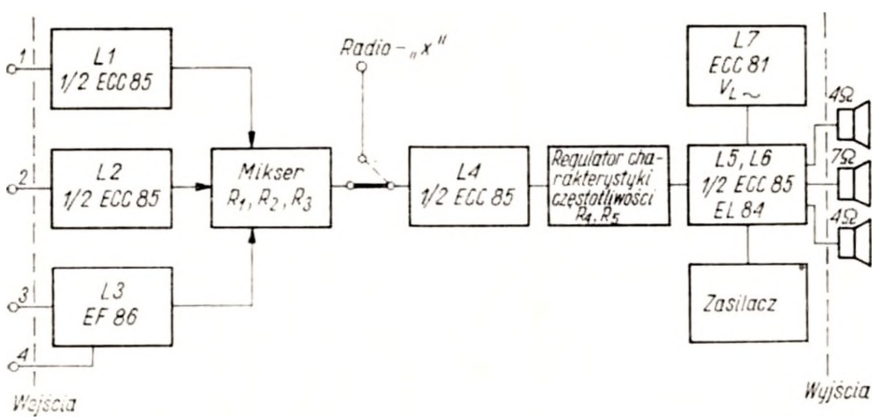 1
L1
1/2 ECC 85
2
L2
1/2 ECC 85
3
L3
EF 86
4
Wejścia
Mikser
R1, R2, R3
Radio-„x"
L4
1/2 ECC 85
Regulator cha-
rakterystyki
częstotliwości
R4, R5
L7
ECC 81
VL~
L5, L6
1/2 ECC 85
EL 84
Zasilacz
4Ω
7Ω
4Ω
Wyjścia